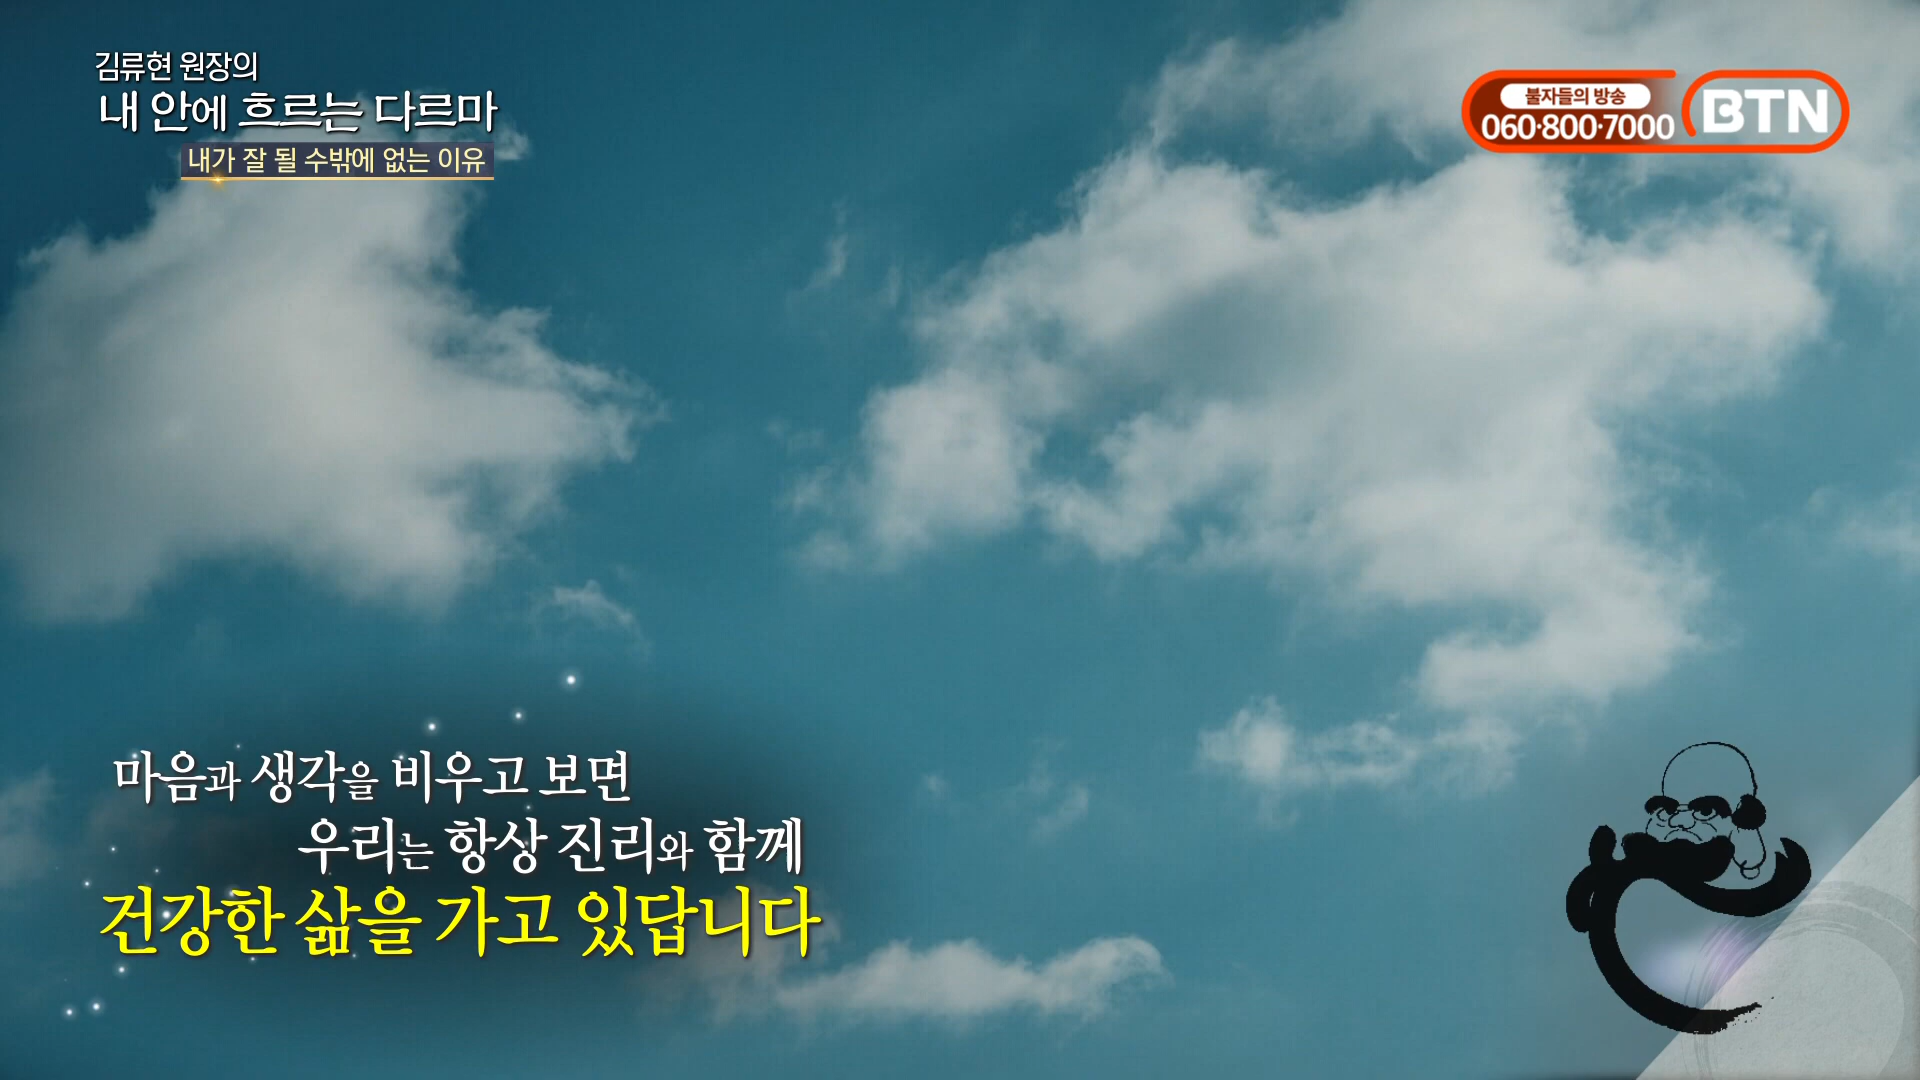 김류현 원장의
내 안에 흐르는 다르마
내가 잘 될 수밖에 없는 이유
불자들의 방송
060·800·7000
BTN
마음과 생각을 비우고 보면
우리는 항상 진리와 함께
건강한 삶을 가고 있답니다